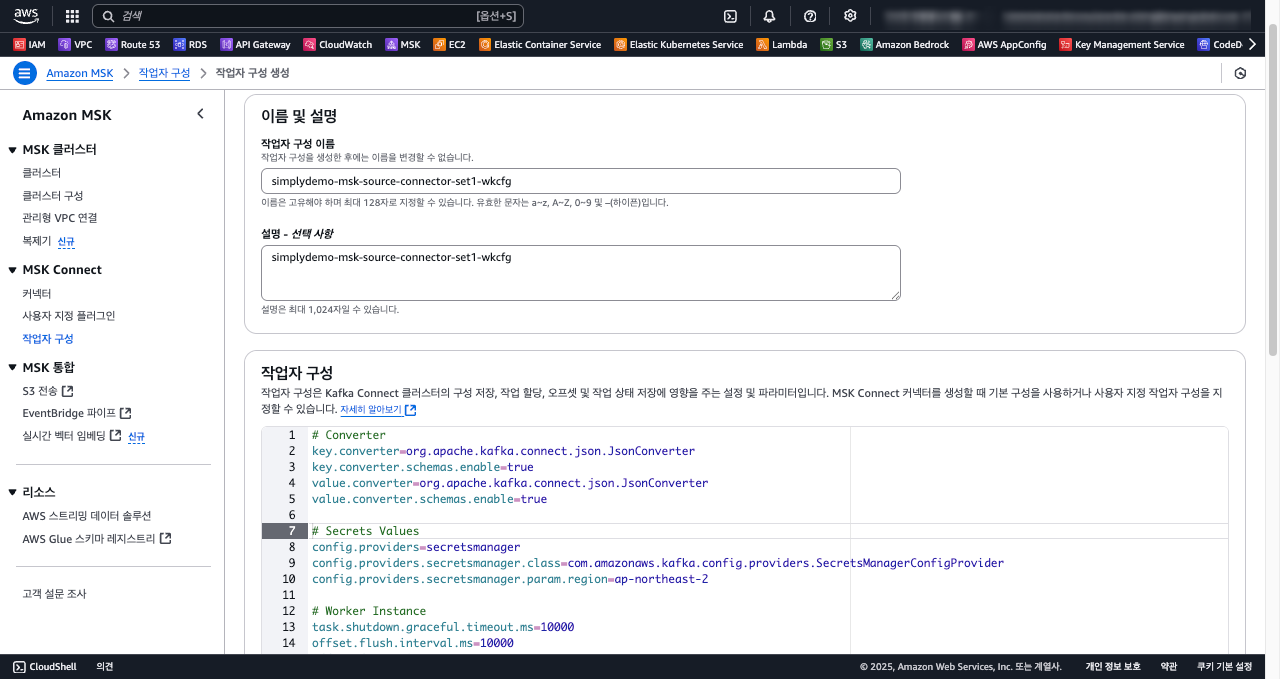 aws
검색 [옵션+S]
IAM VPC Route 53 RDS API Gateway CloudWatch MSK EC2 Elastic Container Service Elastic Kubernetes Service Lambda S3 Amazon Bedrock AWS AppConfig Key Management Service CodeD
Amazon MSK 작업자 구성 작업자 구성 생성
Amazon MSK
MSK 클러스터
클러스터
클러스터 구성
관리형 VPC 연결
복제기 신규
MSK Connect
커넥터
사용자 지정 플러그인
작업자 구성
MSK 통합
S3 전송
EventBridge 파이프
실시간 벡터 임베딩 신규
리소스
AWS 스트리밍 데이터 솔루션
AWS Glue 스키마 레지스트리
고객 설문 조사
이름 및 설명
작업자 구성 이름
작업자 구성을 생성한 후에는 이름을 변경할 수 없습니다.
simplydemo-msk-source-connector-set1-wkcfg
이름은 고유해야 하며 최대 128자로 지정할 수 있습니다. 유효한 문자는 a~z, A~Z, 0~9 및 –(하이픈)입니다.
설명 - 선택 사항
simplydemo-msk-source-connector-set1-wkcfg
설명은 최대 1,024자일 수 있습니다.
작업자 구성
작업자 구성은 Kafka Connect 클러스터의 구성 저장, 작업 할당, 오프셋 및 작업 상태 저장에 영향을 주는 설정 및 파라미터입니다. MSK Connect 커넥터를 생성할 때 기본 구성을 사용하거나 사용자 지정 작업자 구성을 지
정할 수 있습니다. 자세히 알아보기
1 # Converter
2 key.converter=org.apache.kafka.connect.json.JsonConverter
3 key.converter.schemas.enable=true
4 value.converter=org.apache.kafka.connect.json.JsonConverter
5 value.converter.schemas.enable=true
6
7 # Secrets Values
8 config.providers=secretsmanager
9 config.providers.secretsmanager.class=com.amazonaws.kafka.config.providers.SecretsManagerConfigProvider
10 config.providers.secretsmanager.param.region=ap-northeast-2
11
12 # Worker Instance
13 task.shutdown.graceful.timeout.ms=10000
14 offset.flush.interval.ms=10000
CloudShell 의견 © 2025, Amazon Web Services, Inc. 또는 계열사. 개인 정보 보호 약관 쿠키 기본 설정